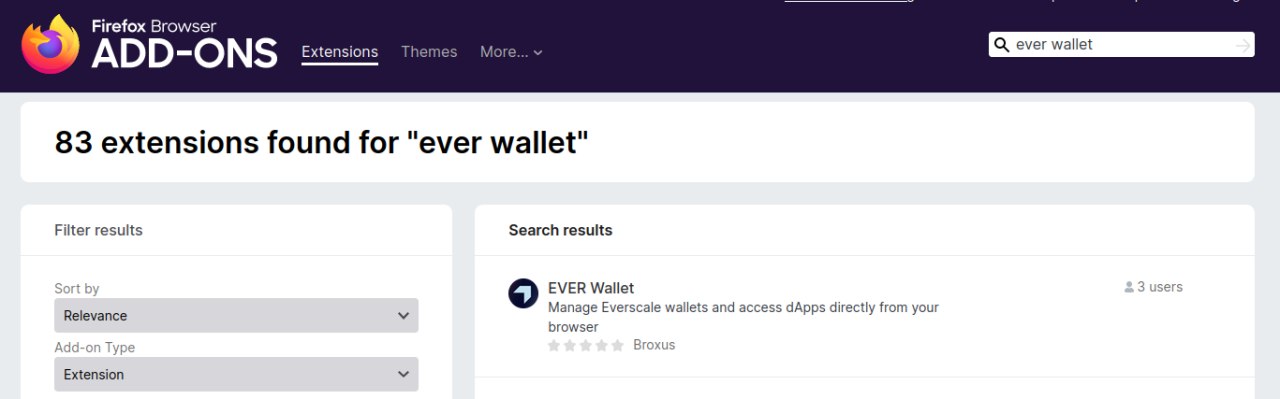 Firefox Browser
ADD-ONS
Extensions
Themes
More...
ever wallet
83 extensions found for "ever wallet"
Filter results
Sort by
Relevance
Add-on Type
Extension
Search results
EVER Wallet
3 users
Manage Everscale wallets and access dApps directly from your
browser
Broxus